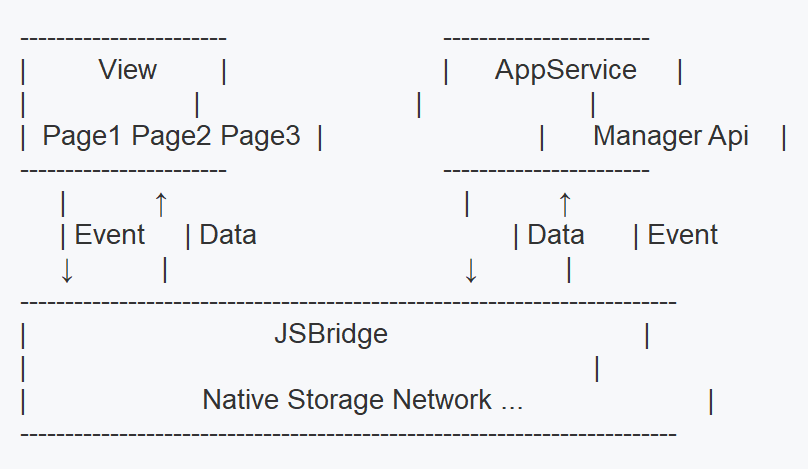 -----------------------                         -----------------------
|         View        |                         |      AppService     |
|                     |                         |                     |
|  Page1 Page2 Page3  |                         |      Manager Api    |
-----------------------                         -----------------------
     |          ↑                                    |          ↑
     | Event     | Data                              | Data      | Event
     ↓          |                                    ↓          |
-------------------------------------------------------------------------
|                               JSBridge                                |
|                                                                       |
|                      Native Storage Network ...                       |
-------------------------------------------------------------------------